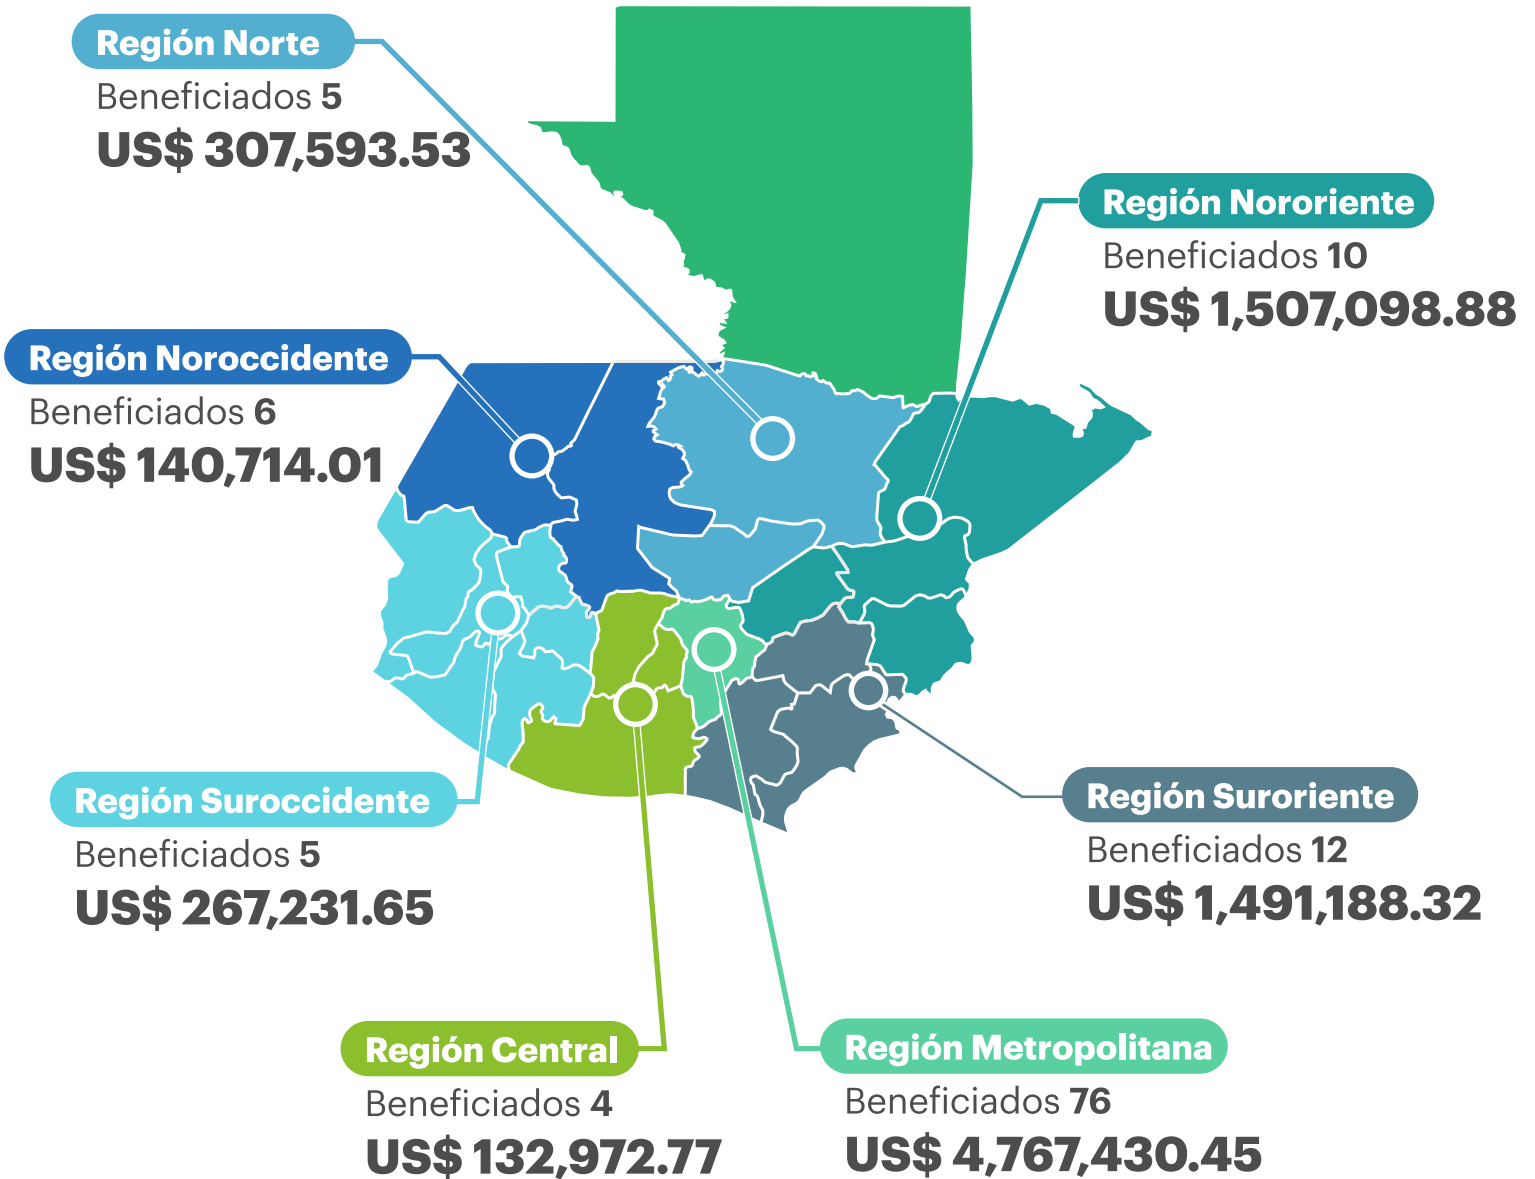 Región Norte
Beneficiados 5
US$ 307,593.53
Región Nororiente
Beneficiados 10
US$ 1,507,098.88
Región Noroccidente
Beneficiados 6
US$ 140,714.01
Región Suroccidente
Beneficiados 5
US$ 267,231.65
Región Suroriente
Beneficiados 12
US$ 1,491,188.32
Región Central
Beneficiados 4
US$ 132,972.77
Región Metropolitana
Beneficiados 76
US$ 4,767,430.45